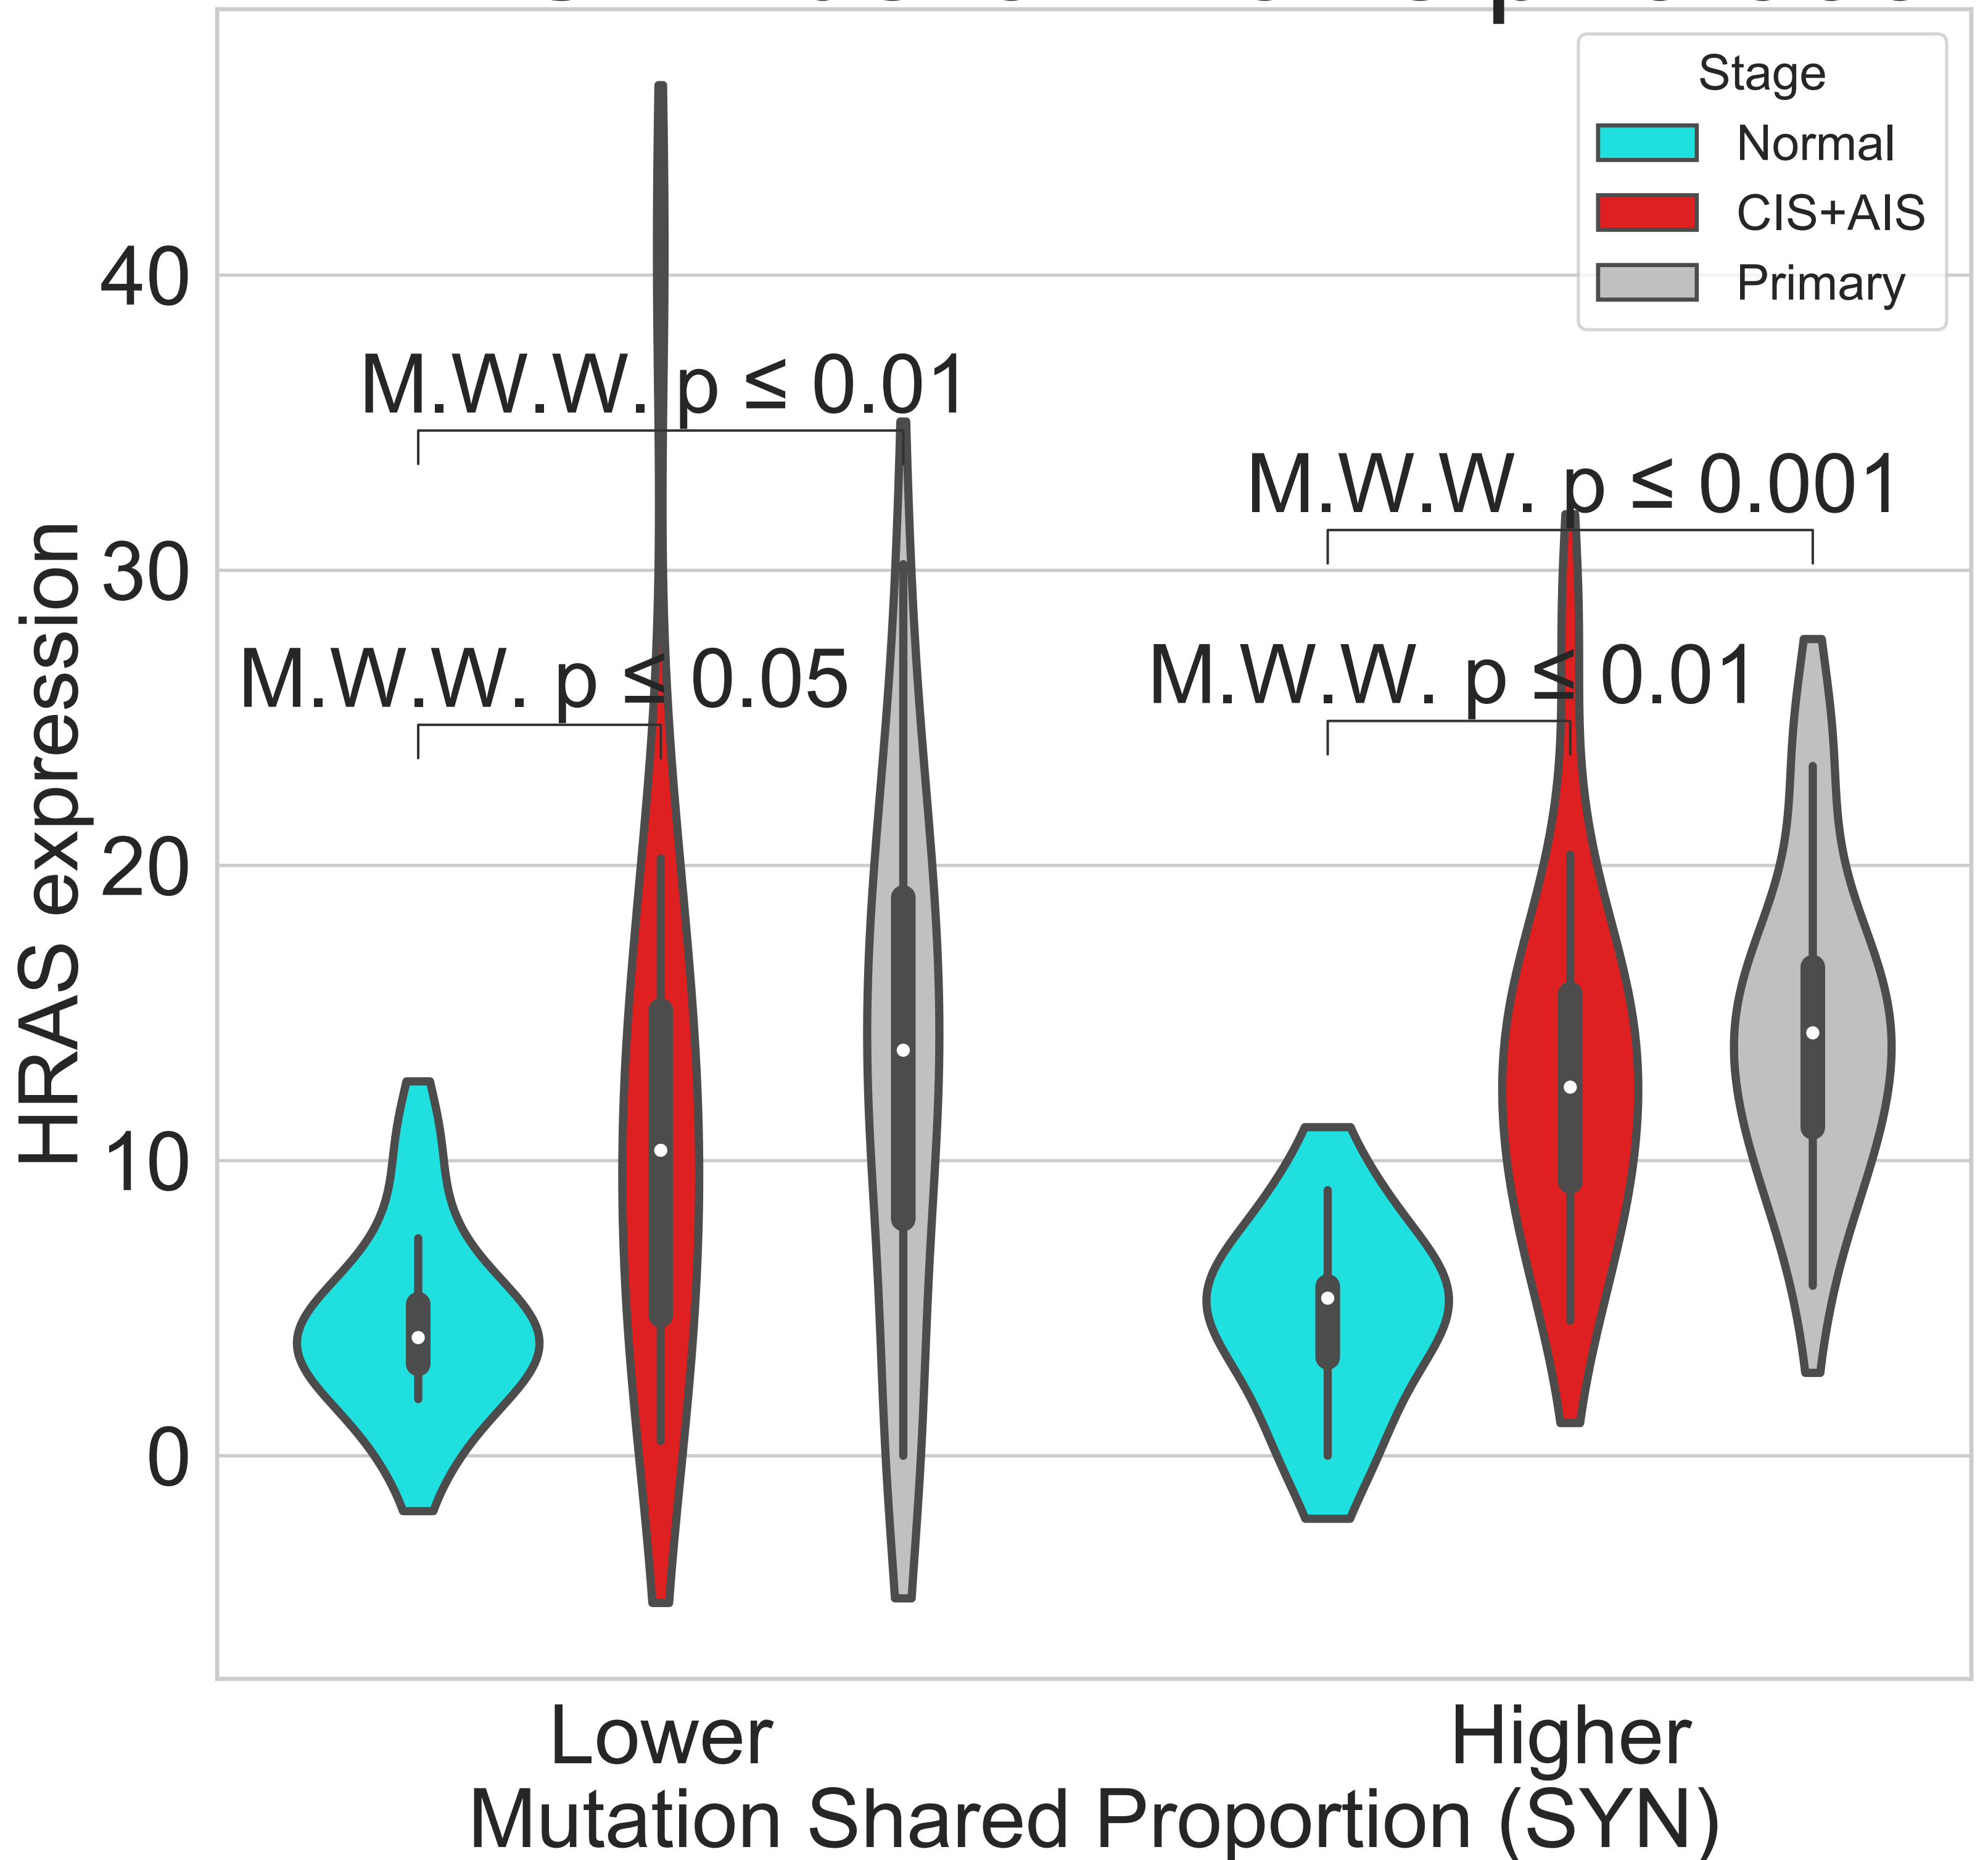 Stage
Normal
CIS+AIS
Primary
40
30
20
10
0
HRAS expression
M.W.W. p ≤ 0.01
M.W.W. p ≤ 0.001
M.W.W. p ≤ 0.05
M.W.W. p ≤ 0.01
Lower
Higher
Mutation Shared Proportion (SYN)